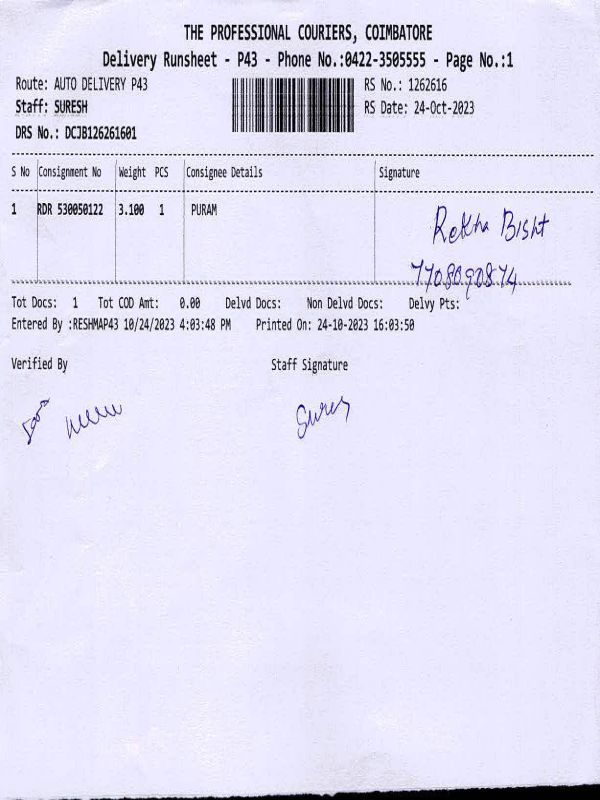 THE PROFESSIONAL COURIERS, COIMBATORE
Delivery Runsheet - P43 - Phone No.:0422-3505555 - Page No.:1
Route: AUTO DELIVERY P43 RS No.: 1262616
Staff: SURESH RS Date: 24-Oct-2023
DRS No.: DCJB126261601
S No Consignment No Weight PCS Consignee Details Signature
1 RDR 530050122 3.100 1 PURAM Rekha Bisht
7708090874
Tot Docs: 1 Tot COD Amt: 0.00 Delvd Docs: Non Delvd Docs: Delvy Pts:
Entered By :RESHMAP43 10/24/2023 4:03:48 PM Printed On: 24-10-2023 16:03:50
Verified By Staff Signature